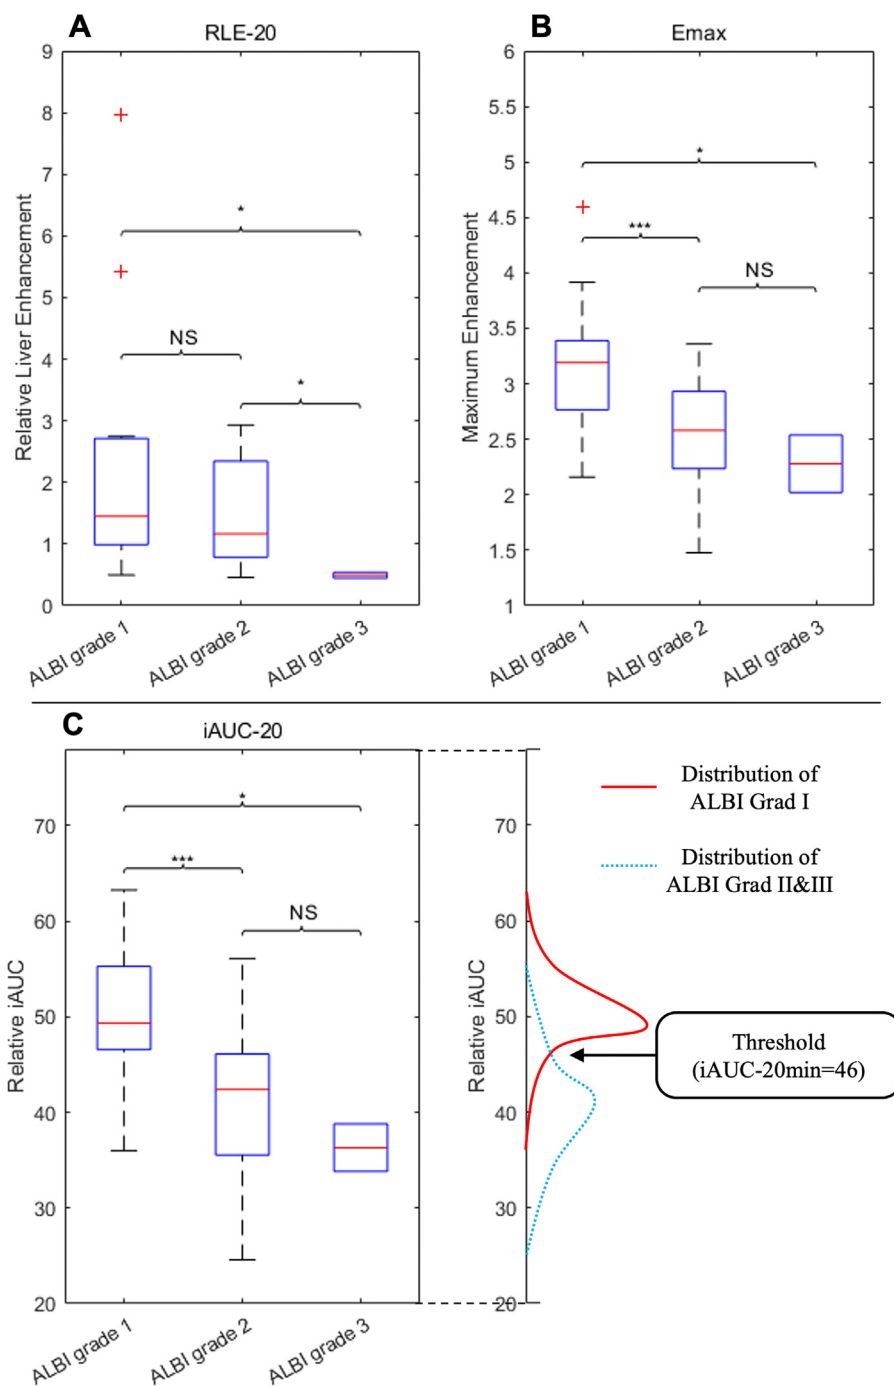 A
RLE-20
Relative Liver Enhancement
9
8
7
6
5
4
3
2
1
0
*
NS
*
ALBI grade 1
ALBI grade 2
ALBI grade 3
B
Emax
Maximum Enhancement
6
5.5
5
4.5
4
3.5
3
2.5
2
1.5
1
*
***
NS
ALBI grade 1
ALBI grade 2
ALBI grade 3
C
iAUC-20
Relative iAUC
70
60
50
40
30
20
*
***
NS
ALBI grade 1
ALBI grade 2
ALBI grade 3
Relative iAUC
70
60
50
40
30
20
Distribution of
ALBI Grad I
Distribution of
ALBI Grad II&III
Threshold
(iAUC-20min=46)